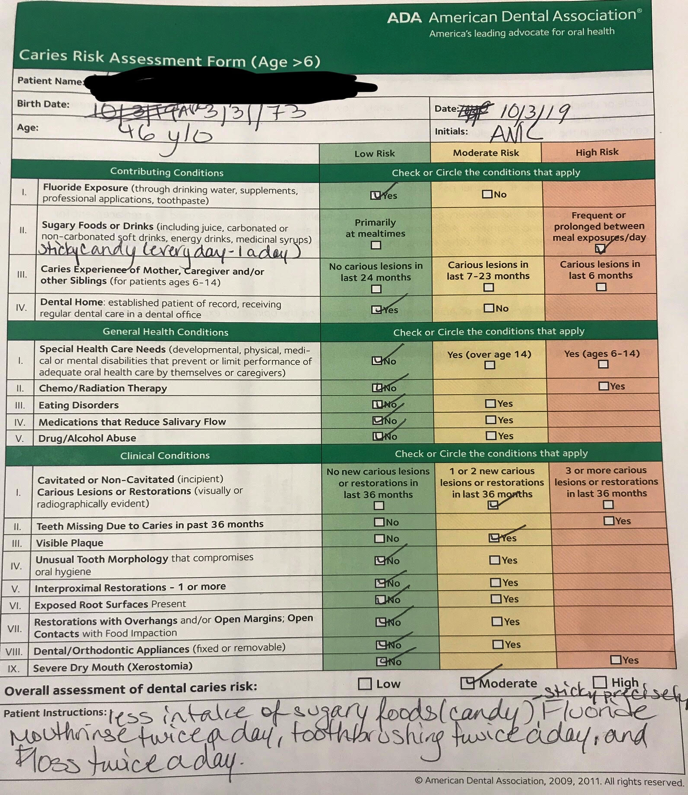 ADA American Dental Association®
America's leading advocate for oral health
Caries Risk Assessment Form (Age >6)
Patient Name:
Birth Date: 3/31/73
Date: 10/3/19
Age: 46 y/o
Initials: ANC
Low Risk Moderate Risk High Risk
Contributing Conditions Check or Circle the conditions that apply
I. Fluoride Exposure (through drinking water, supplements, professional applications, toothpaste) Yes No
II. Sugary Foods or Drinks (including juice, carbonated or non-carbonated soft drinks, energy drinks, medicinal syrups) Primarily at mealtimes Frequent or prolonged between meal exposures/day
sticky candy (everyday-1 a day)
III. Caries Experience of Mother, Caregiver and/or other Siblings (for patients ages 6-14) No carious lesions in last 24 months Carious lesions in last 7-23 months Carious lesions in last 6 months
IV. Dental Home: established patient of record, receiving regular dental care in a dental office Yes No
General Health Conditions Check or Circle the conditions that apply
I. Special Health Care Needs (developmental, physical, medical or mental disabilities that prevent or limit performance of adequate oral health care by themselves or caregivers) No Yes (over age 14) Yes (ages 6-14)
II. Chemo/Radiation Therapy No Yes
III. Eating Disorders No Yes
IV. Medications that Reduce Salivary Flow No Yes
V. Drug/Alcohol Abuse No Yes
Clinical Conditions Check or Circle the conditions that apply
I. Cavitated or Non-Cavitated (incipient) Carious Lesions or Restorations (visually or radiographically evident) No new carious lesions or restorations in last 36 months 1 or 2 new carious lesions or restorations in last 36 months 3 or more carious lesions or restorations in last 36 months
II. Teeth Missing Due to Caries in past 36 months No Yes
III. Visible Plaque No Yes
IV. Unusual Tooth Morphology that compromises oral hygiene No Yes
V. Interproximal Restorations - 1 or more No Yes
VI. Exposed Root Surfaces Present No Yes
VII. Restorations with Overhangs and/or Open Margins; Open Contacts with Food Impaction No Yes
VIII. Dental/Orthodontic Appliances (fixed or removable) No Yes
IX. Severe Dry Mouth (Xerostomia) No Yes
Overall assessment of dental caries risk: Low Moderate High
-sticky precisely
Patient Instructions: less intake of sugary foods (candy) Fluoride
mouthrinse twice a day, toothbrushing twice a day, and
floss twice a day.
© American Dental Association, 2009, 2011. All rights reserved.